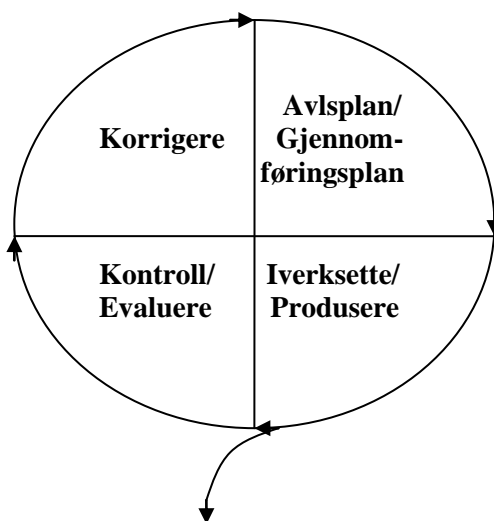 Korrigere
Avlsplan/
Gjennom-
føringsplan
Kontroll/
Evaluere
Iverksette/
Produsere